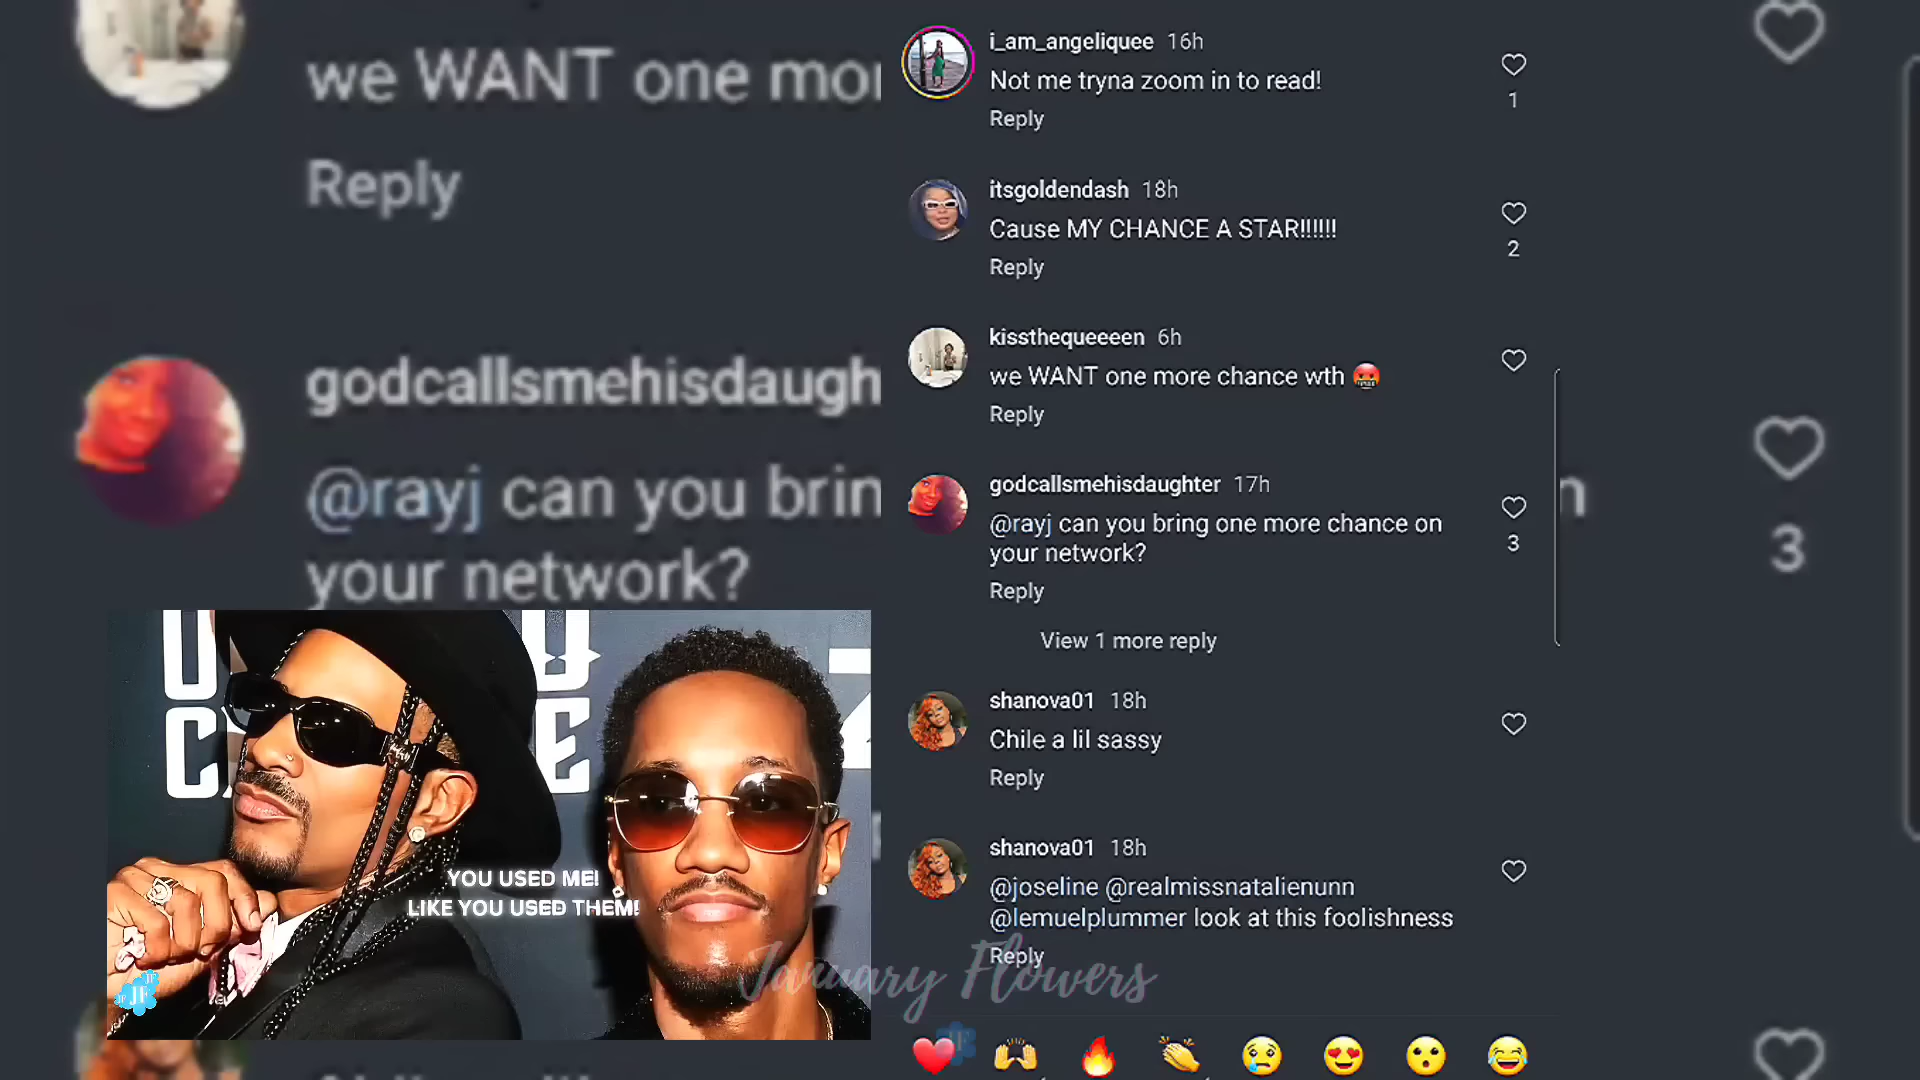 we WANT one mor
Reply
godcallsmehisdaugh
@rayj can you brin
n
your network?
3
i_am_angeliquee 16h
Not me tryna zoom in to read!
Reply
1
itsgoldendash 18h
Cause MY CHANCE A STAR!!!!!!
Reply
2
kissthequeeeen 6h
we WANT one more chance wth 🤬
Reply
godcallsmehisdaughter 17h
@rayj can you bring one more chance on
your network?
Reply
3
View 1 more reply
shanova01 18h
Chile a lil sassy
Reply
shanova01 18h
@joseline @realmissnatalienunn
@lemuelplummer look at this foolishness
Reply
YOU USED ME!
LIKE YOU USED THEM!
JF
January Flowers